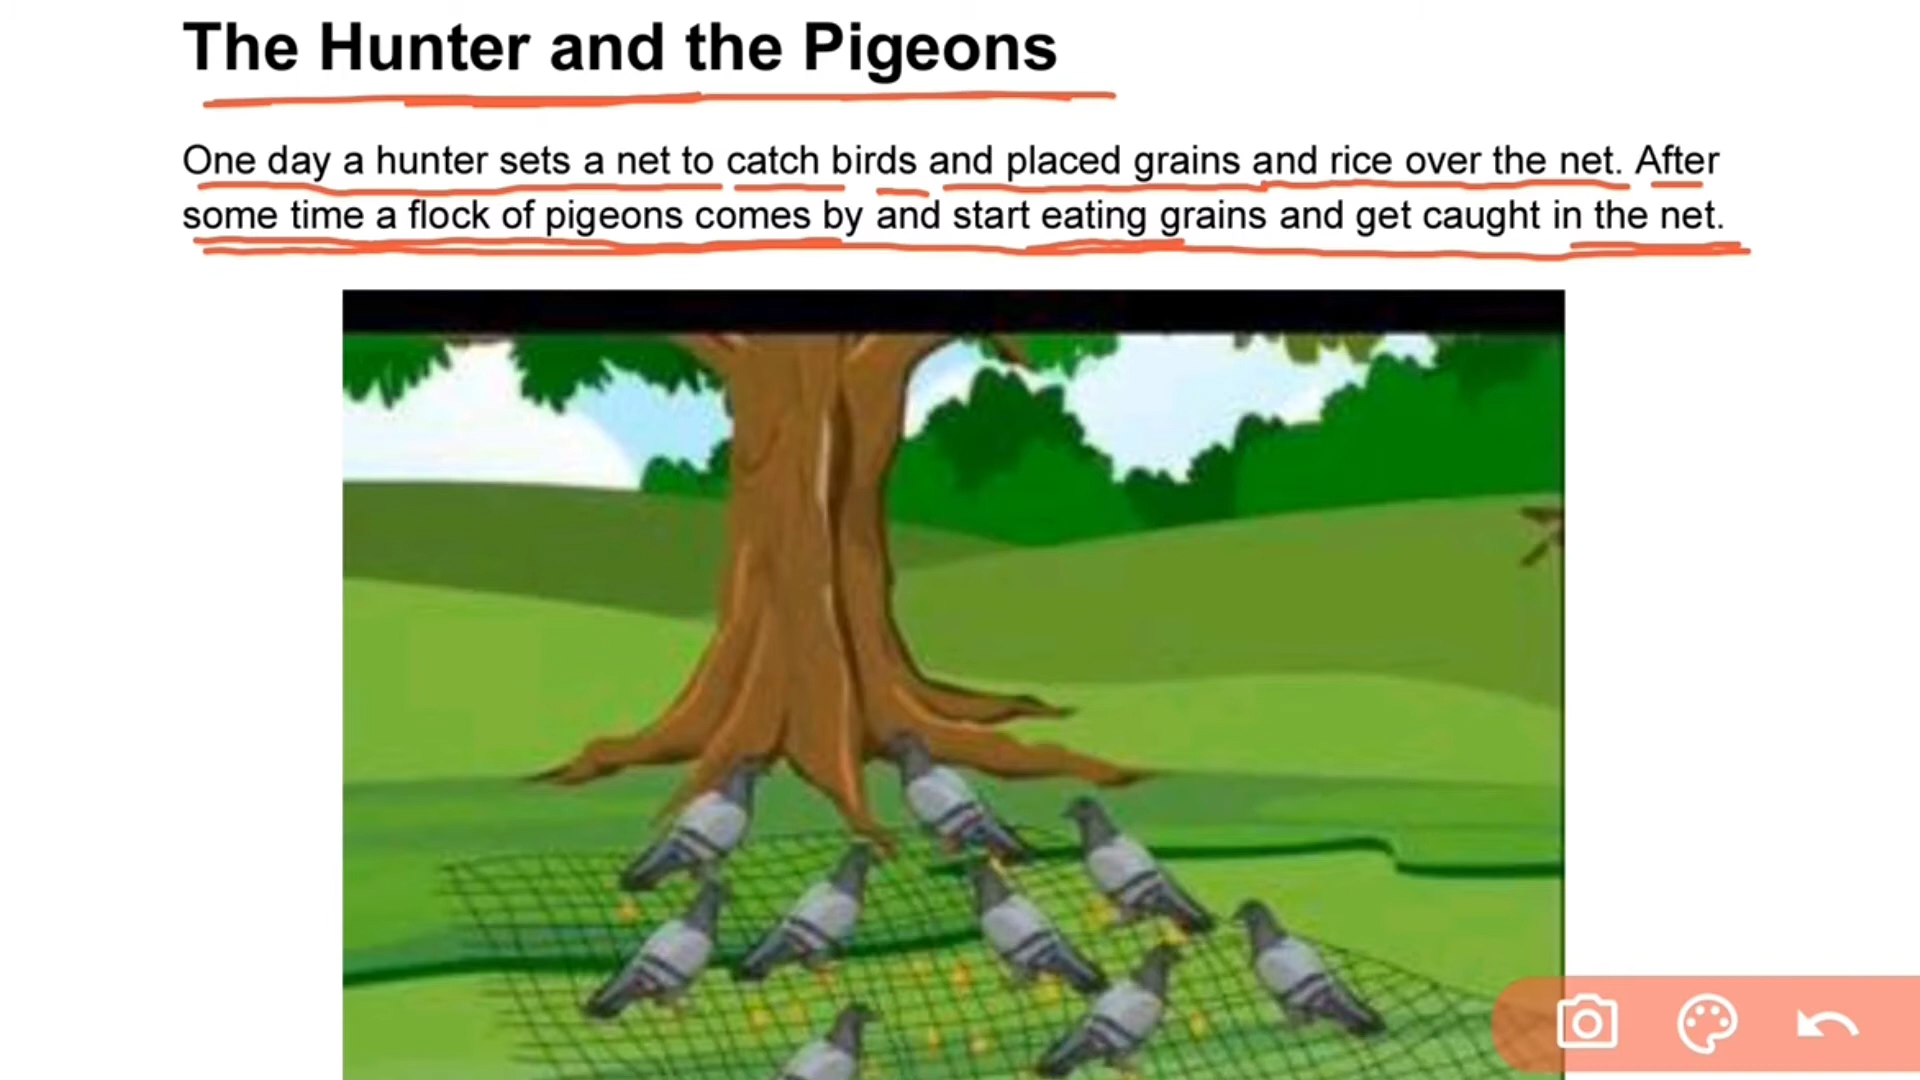 The Hunter and the Pigeons
One day a hunter sets a net to catch birds and placed grains and rice over the net. After
some time a flock of pigeons comes by and start eating grains and get caught in the net.